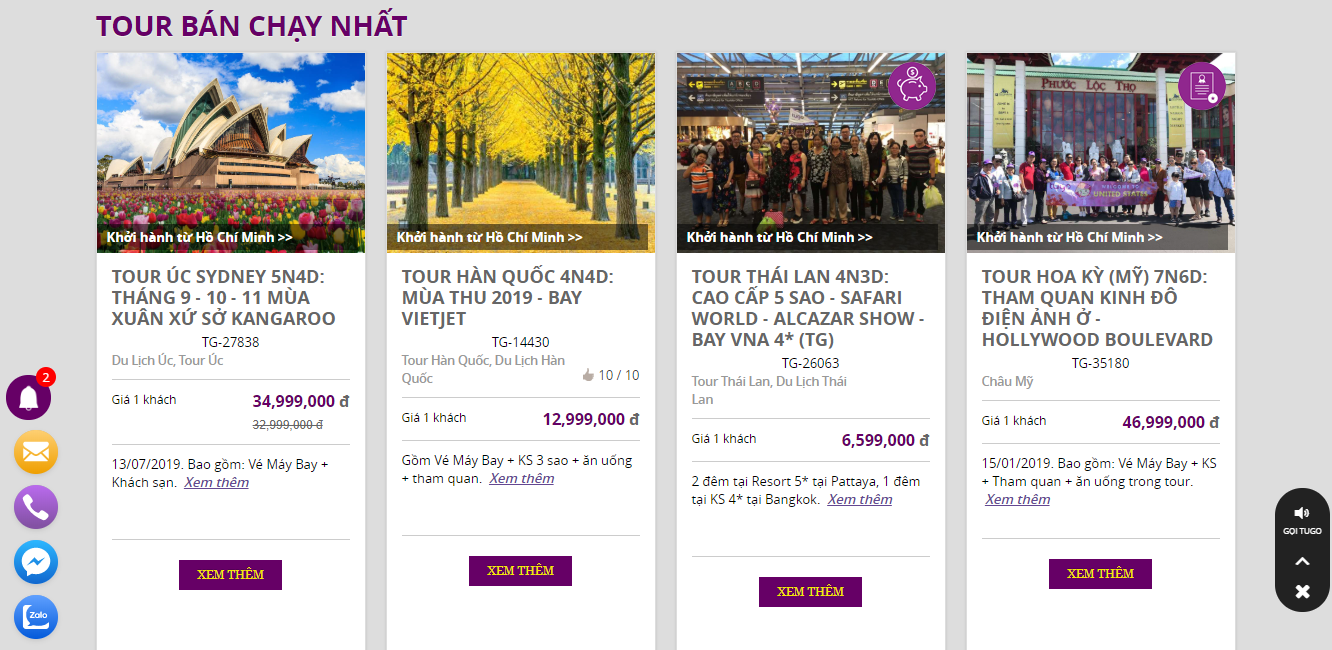 TOUR BÁN CHẠY NHẤT
Khởi hành từ Hồ Chí Minh >>
TOUR ÚC SYDNEY 5N4D:
THÁNG 9 - 10 - 11 MÙA
XUÂN XỨ SỞ KANGAROO
TG-27838
Du Lịch Úc, Tour Úc
Giá 1 khách
34,999,000 đ
32,999,000 đ
13/07/2019. Bao gồm: Vé Máy Bay +
Khách sạn. Xem thêm
XEM THÊM
Khởi hành từ Hồ Chí Minh >>
TOUR HÀN QUỐC 4N4D:
MÙA THU 2019 - BAY
VIETJET
TG-14430
Tour Hàn Quốc, Du Lịch Hàn
Quốc
10 / 10
Giá 1 khách
12,999,000 đ
Gồm Vé Máy Bay + KS 3 sao + ăn uống
+ tham quan. Xem thêm
XEM THÊM
Khởi hành từ Hồ Chí Minh >>
TOUR THÁI LAN 4N3D:
CAO CẤP 5 SAO - SAFARI
WORLD - ALCAZAR SHOW -
BAY VNA 4* (TG)
TG-26063
Tour Thái Lan, Du Lịch Thái
Lan
Giá 1 khách
6,599,000 đ
2 đêm tại Resort 5* tại Pattaya, 1 đêm
tại KS 4* tại Bangkok. Xem thêm
XEM THÊM
PHƯỚC LỘC THỌ
WELCOME TO
UNITED STATES
Khởi hành từ Hồ Chí Minh >>
TOUR HOA KỲ (MỸ) 7N6D:
THAM QUAN KINH ĐÔ
ĐIỆN ẢNH Ở -
HOLLYWOOD BOULEVARD
TG-35180
Châu Mỹ
Giá 1 khách
46,999,000 đ
15/01/2019. Bao gồm: Vé Máy Bay + KS
+ Tham quan + ăn uống trong tour.
Xem thêm
XEM THÊM
2
Zalo
GỌI TUGO